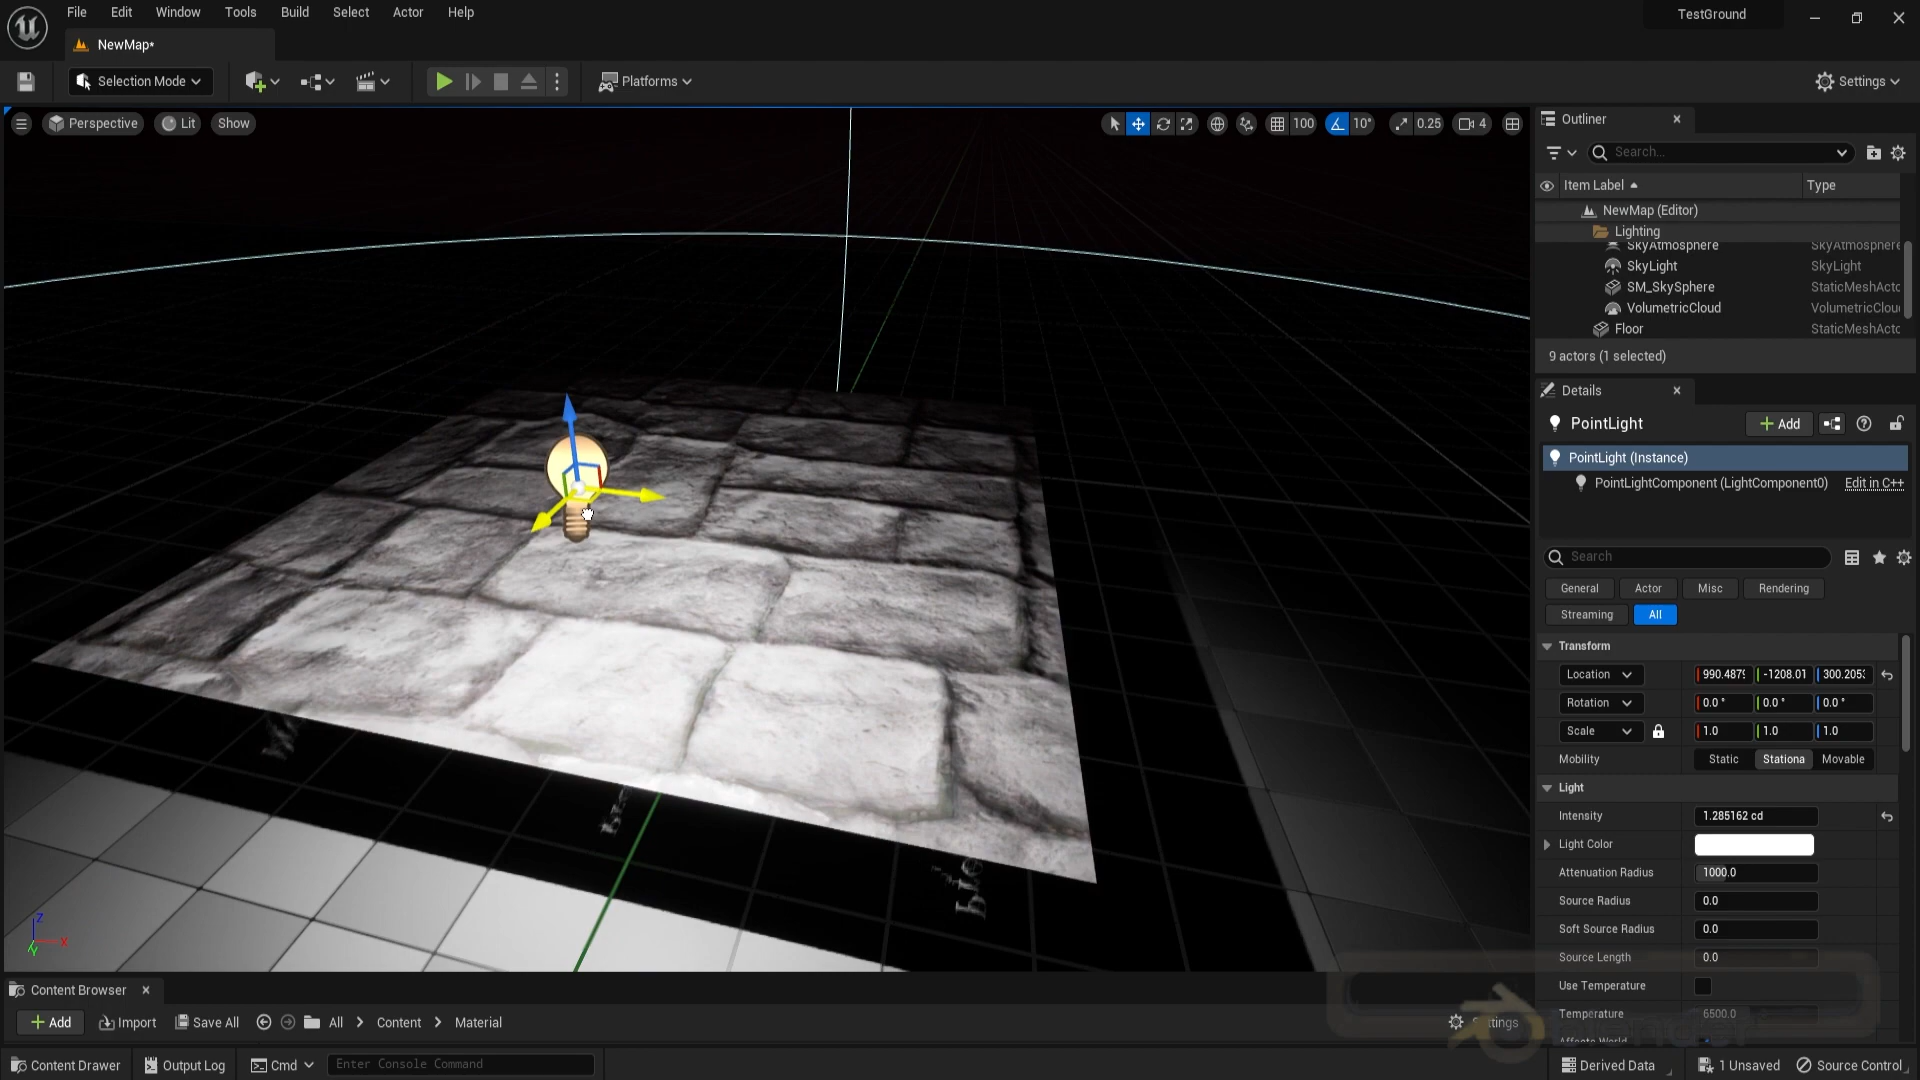 File Edit Window Tools Build Select Actor Help
TestGround
NewMap*
Selection Mode
Platforms
Settings
Perspective Lit Show
100 10° 0.25 4
Outliner
Search...
Item Label Type
NewMap (Editor)
Lighting
SkyAtmosphere SkyAtmosphere
SkyLight SkyLight
SM_SkySphere StaticMeshActo
VolumetricCloud VolumetricClou
Floor StaticMeshActo
9 actors (1 selected)
Details
PointLight
Add
PointLight (Instance)
PointLightComponent (LightComponent0) Edit in C++
Search
General Actor Misc Rendering
Streaming All
Transform
Location 990.4879 -1208.01 300.205
Rotation 0.0 ° 0.0 ° 0.0 °
Scale 1.0 1.0 1.0
Mobility Static Stationa Movable
Light
Intensity 1.285162 cd
Light Color
Attenuation Radius 1000.0
Source Radius 0.0
Soft Source Radius 0.0
Source Length 0.0
Use Temperature
Temperature 6500.0
Affects World
Z
X
Y
Content Browser
Add Import Save All All Content Material
blender
Content Drawer Output Log Cmd Enter Console Command
Derived Data 1 Unsaved Source Control